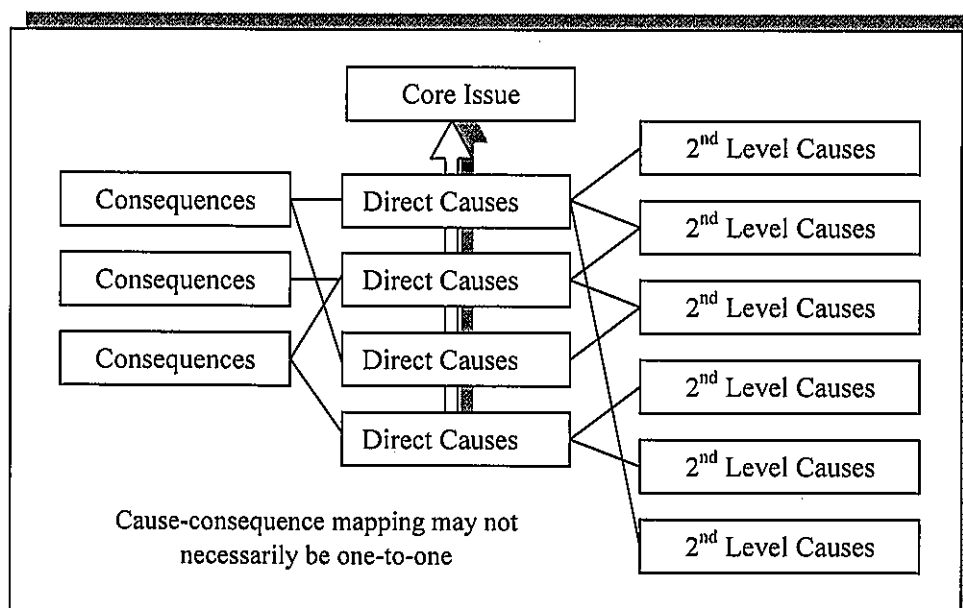 Core Issue
Consequences
Consequences
Consequences
Direct Causes
Direct Causes
Direct Causes
Direct Causes
2nd Level Causes
2nd Level Causes
2nd Level Causes
2nd Level Causes
2nd Level Causes
2nd Level Causes
Cause-consequence mapping may not
necessarily be one-to-one